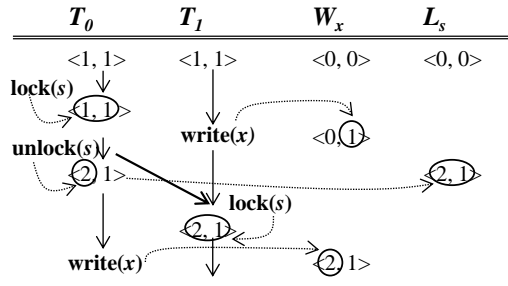 T₀ T₁ Wₓ Lₛ
<1, 1> <1, 1> <0, 0> <0, 0>
lock(s)
<1, 1>
write(x) <0, 1>
unlock(s)
<2, 1> <2, 1>
lock(s)
<2, 1>
write(x) <2, 1>